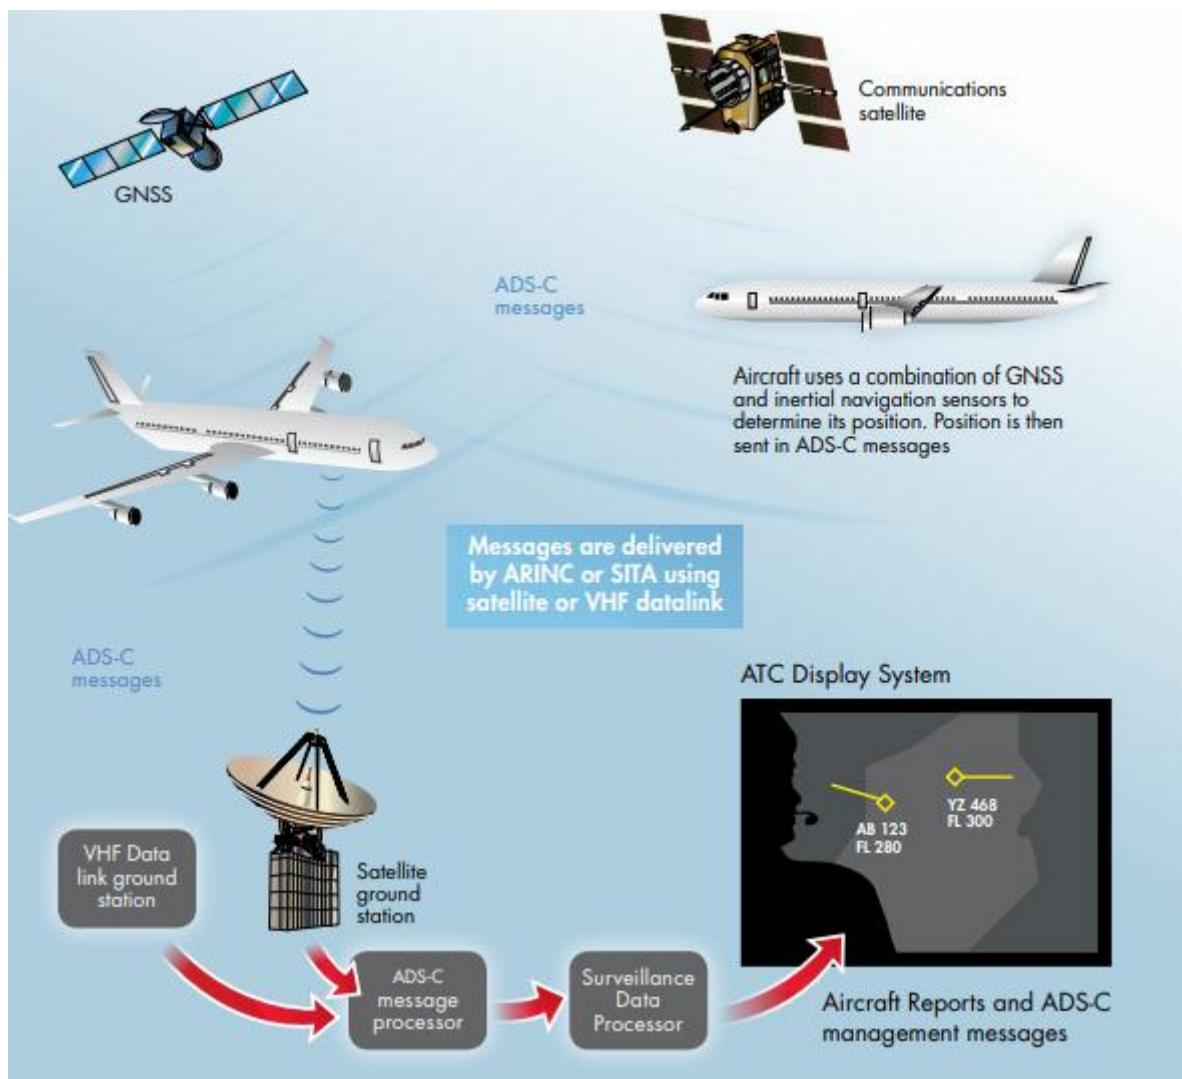 Communications
satellite
GNSS
ADS-C
messages
Aircraft uses a combination of GNSS
and inertial navigation sensors to
determine its position. Position is then
sent in ADS-C messages
Messages are delivered
by ARINC or SITA using
satellite or VHF datalink
ADS-C
messages
ATC Display System
YZ 468
FL 300
AB 123
FL 280
VHF Data
link ground
station
Satellite
ground
station
ADS-C
message
processor
Surveillance
Data
Processor
Aircraft Reports and ADS-C
management messages